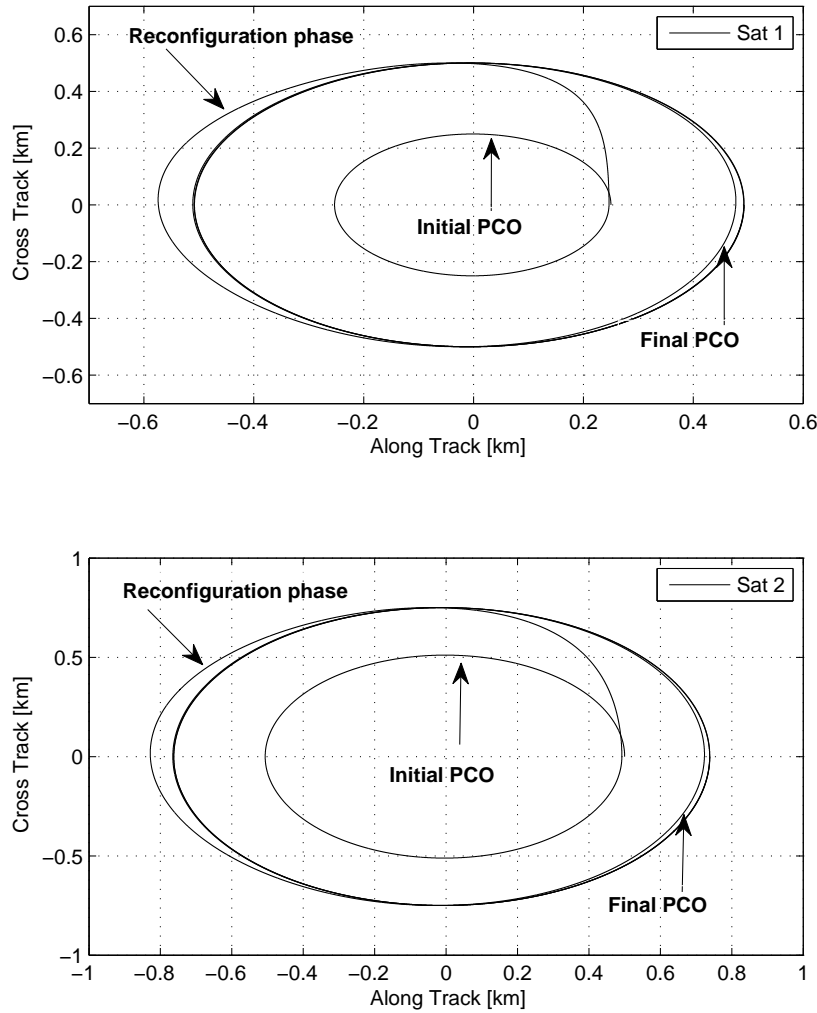 Reconfiguration phase
Sat 1
0.6
0.4
0.2
0
−0.2
−0.4
−0.6
Cross Track [km]
Initial PCO
Final PCO
−0.6
−0.4
−0.2
0
0.2
0.4
0.6
Along Track [km]
Reconfiguration phase
Sat 2
1
0.5
0
−0.5
−1
Cross Track [km]
Initial PCO
Final PCO
−1
−0.8
−0.6
−0.4
−0.2
0
0.2
0.4
0.6
0.8
1
Along Track [km]